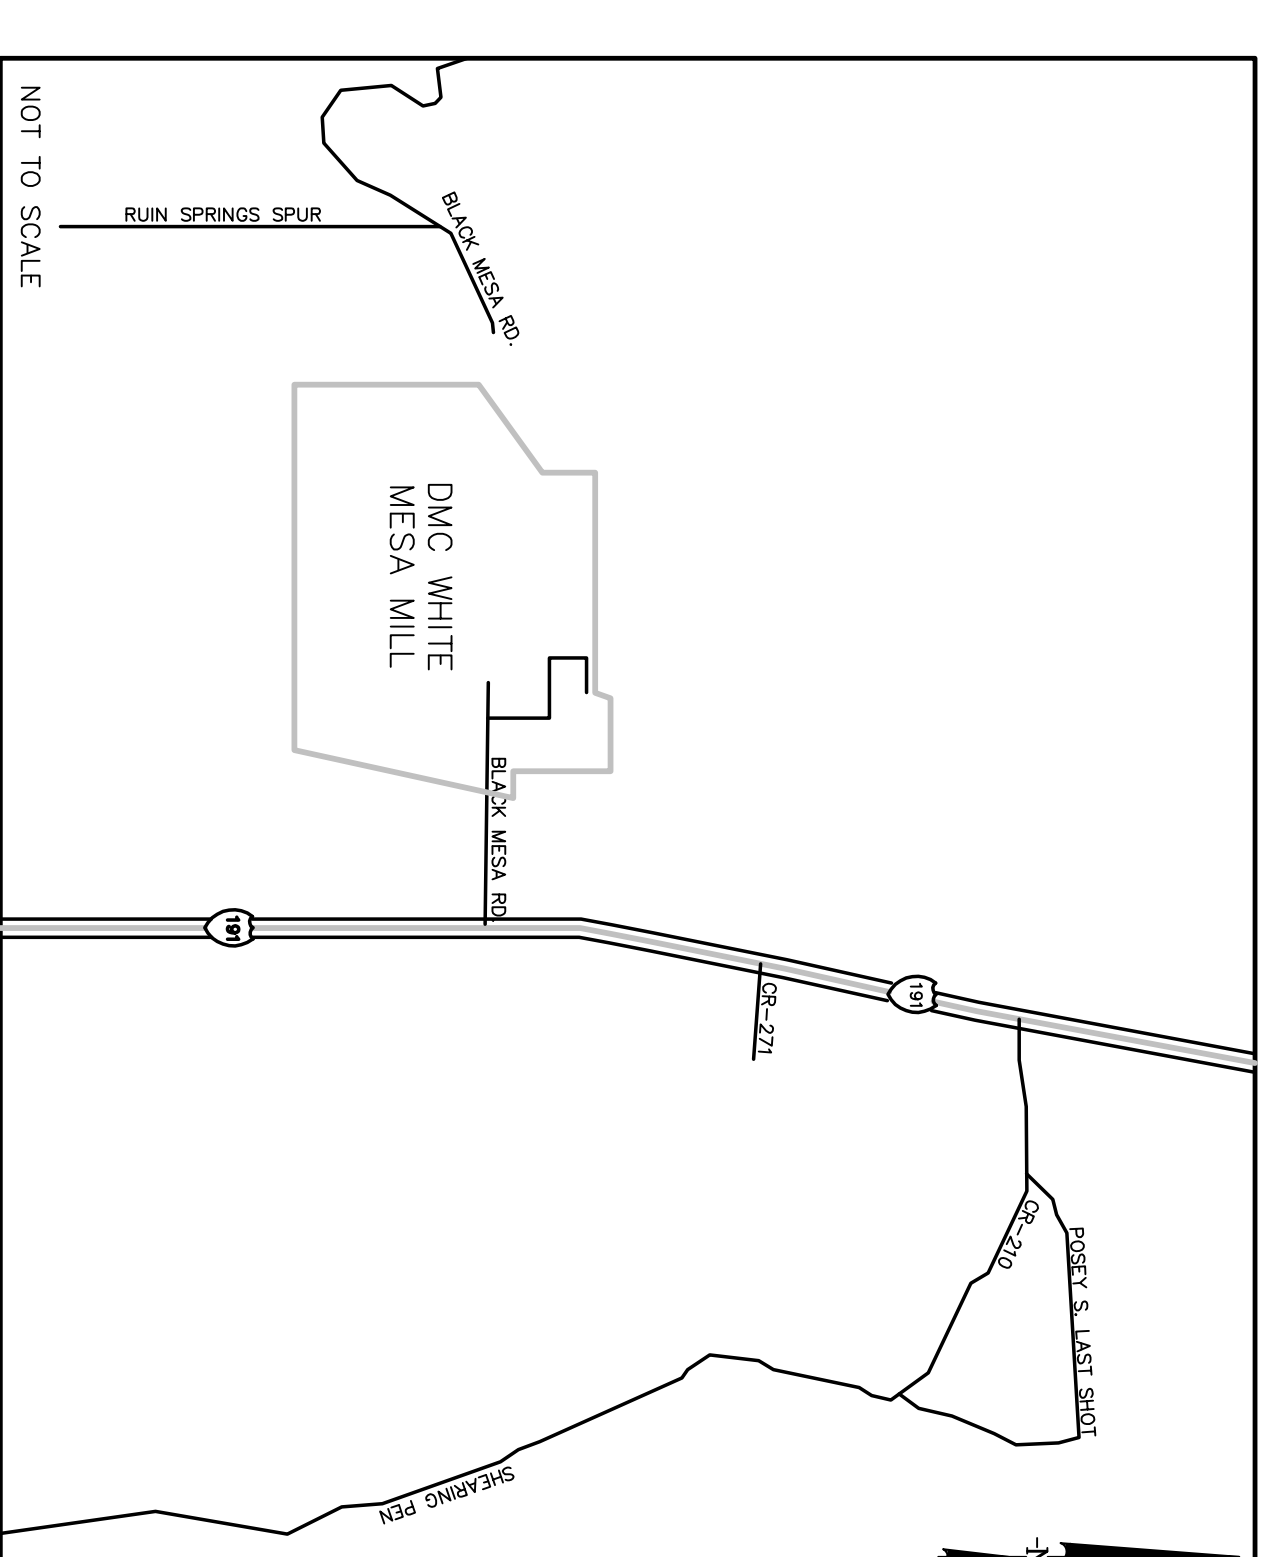 NOT TO SCALE
RUIN SPRINGS SPUR
BLACK MESA RD.
DMC WHITE
MESA MILL
BLACK MESA RD
191
191
CR-271
CR-210
POSEY S. LAST SHOT
SHEARING PEN